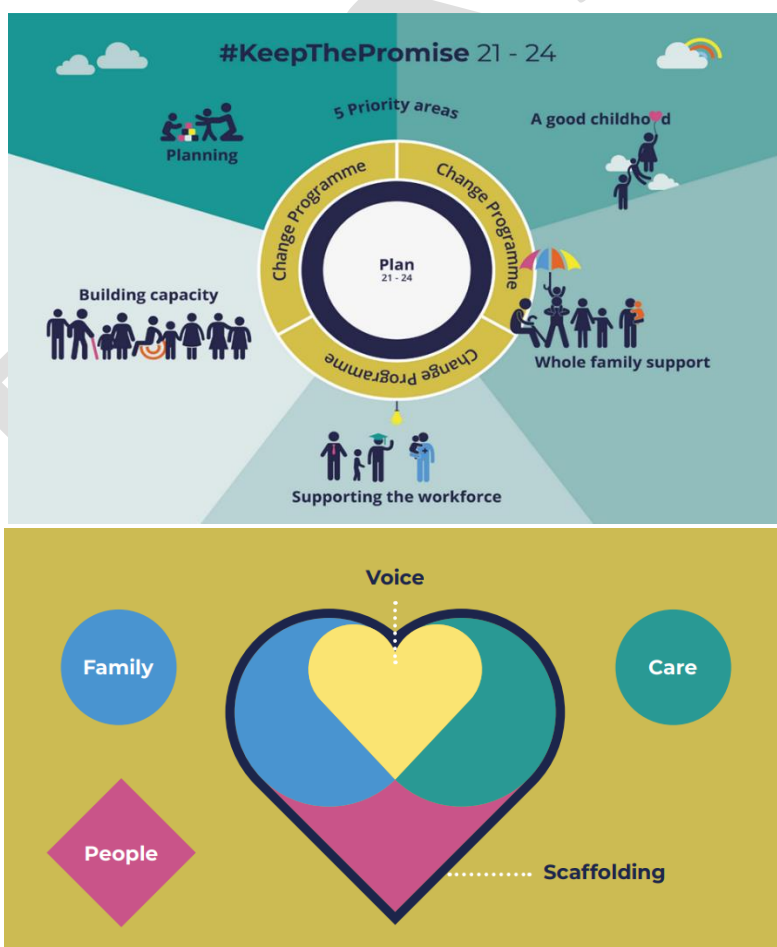 #KeepThePromise 21 - 24
5 Priority areas
Planning
A good childhood
Change Programme
Change Programme
Plan
21 - 24
Building capacity
Whole family support
Change Programme
Supporting the workforce
Voice
Family
Care
People
Scaffolding